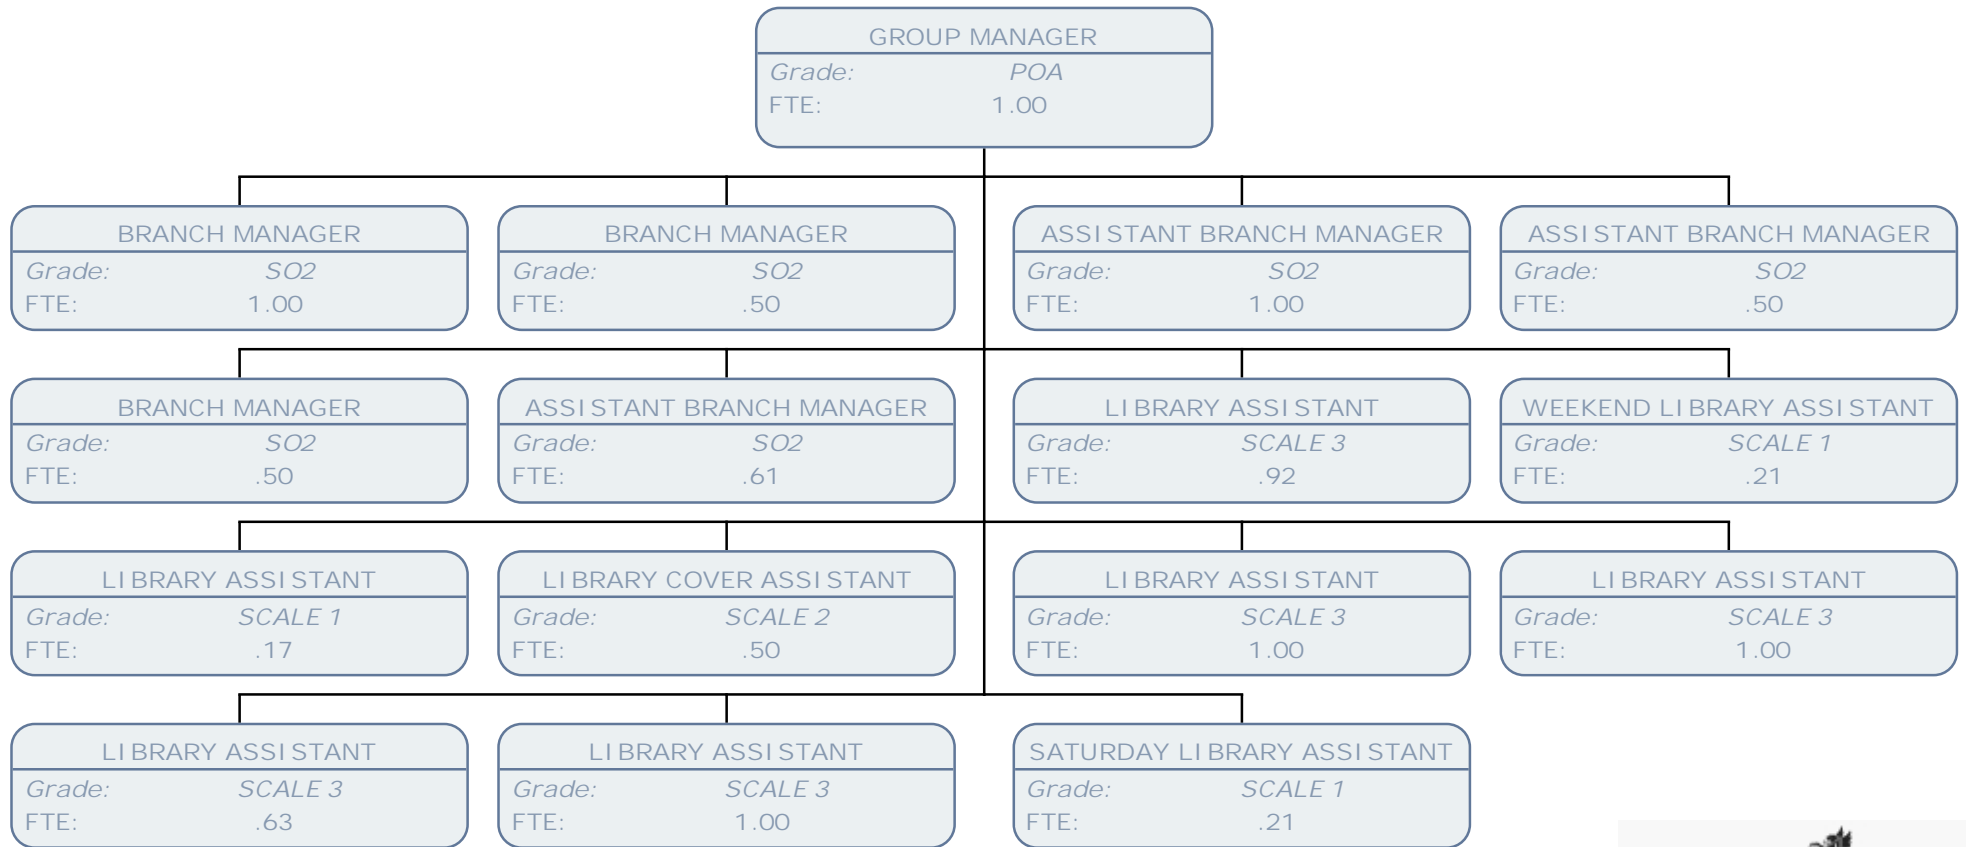 GROUP MANAGER
Grade: POA
FTE: 1.00
BRANCH MANAGER
Grade: SO2
FTE: 1.00
BRANCH MANAGER
Grade: SO2
FTE: .50
ASSISTANT BRANCH MANAGER
Grade: SO2
FTE: 1.00
ASSISTANT BRANCH MANAGER
Grade: SO2
FTE: .50
BRANCH MANAGER
Grade: SO2
FTE: .50
ASSISTANT BRANCH MANAGER
Grade: SO2
FTE: .61
LIBRARY ASSISTANT
Grade: SCALE 3
FTE: .92
WEEKEND LIBRARY ASSISTANT
Grade: SCALE 1
FTE: .21
LIBRARY ASSISTANT
Grade: SCALE 1
FTE: .17
LIBRARY COVER ASSISTANT
Grade: SCALE 2
FTE: .50
LIBRARY ASSISTANT
Grade: SCALE 3
FTE: 1.00
LIBRARY ASSISTANT
Grade: SCALE 3
FTE: 1.00
LIBRARY ASSISTANT
Grade: SCALE 3
FTE: .63
LIBRARY ASSISTANT
Grade: SCALE 3
FTE: 1.00
SATURDAY LIBRARY ASSISTANT
Grade: SCALE 1
FTE: .21